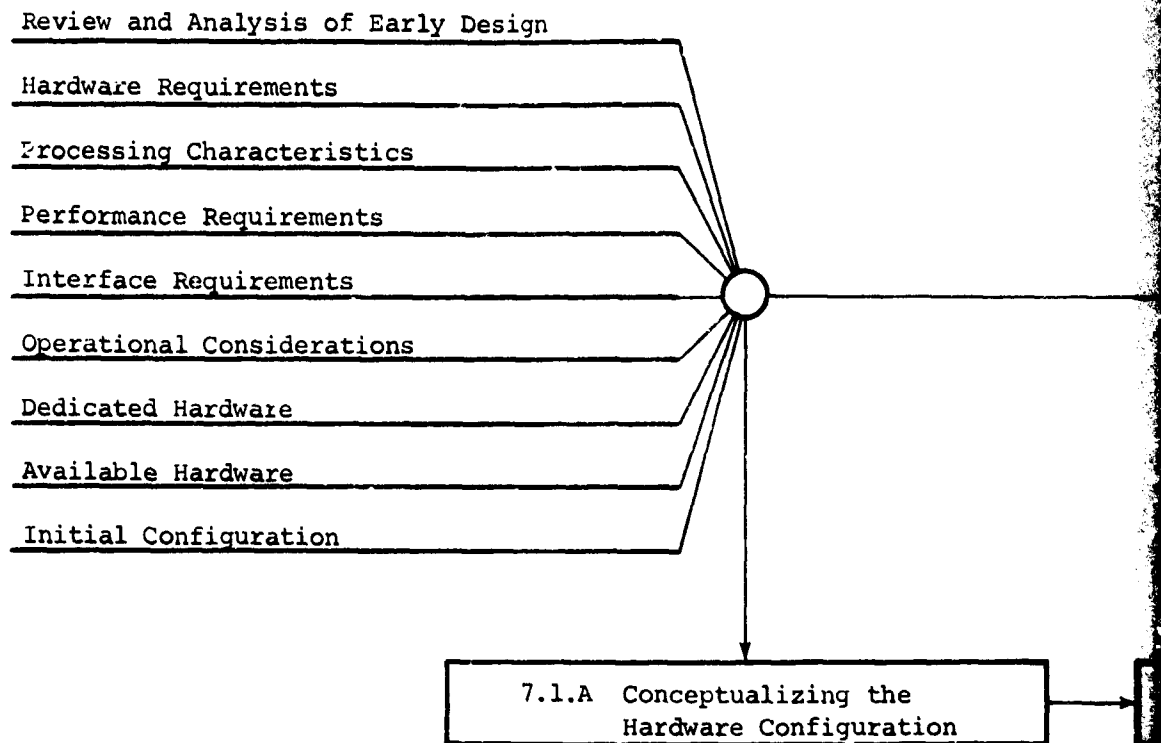 Review and Analysis of Early Design
Hardware Requirements
Processing Characteristics
Performance Requirements
Interface Requirements
Operational Considerations
Dedicated Hardware
Available Hardware
Initial Configuration
7.1.A Conceptualizing the
Hardware Configuration